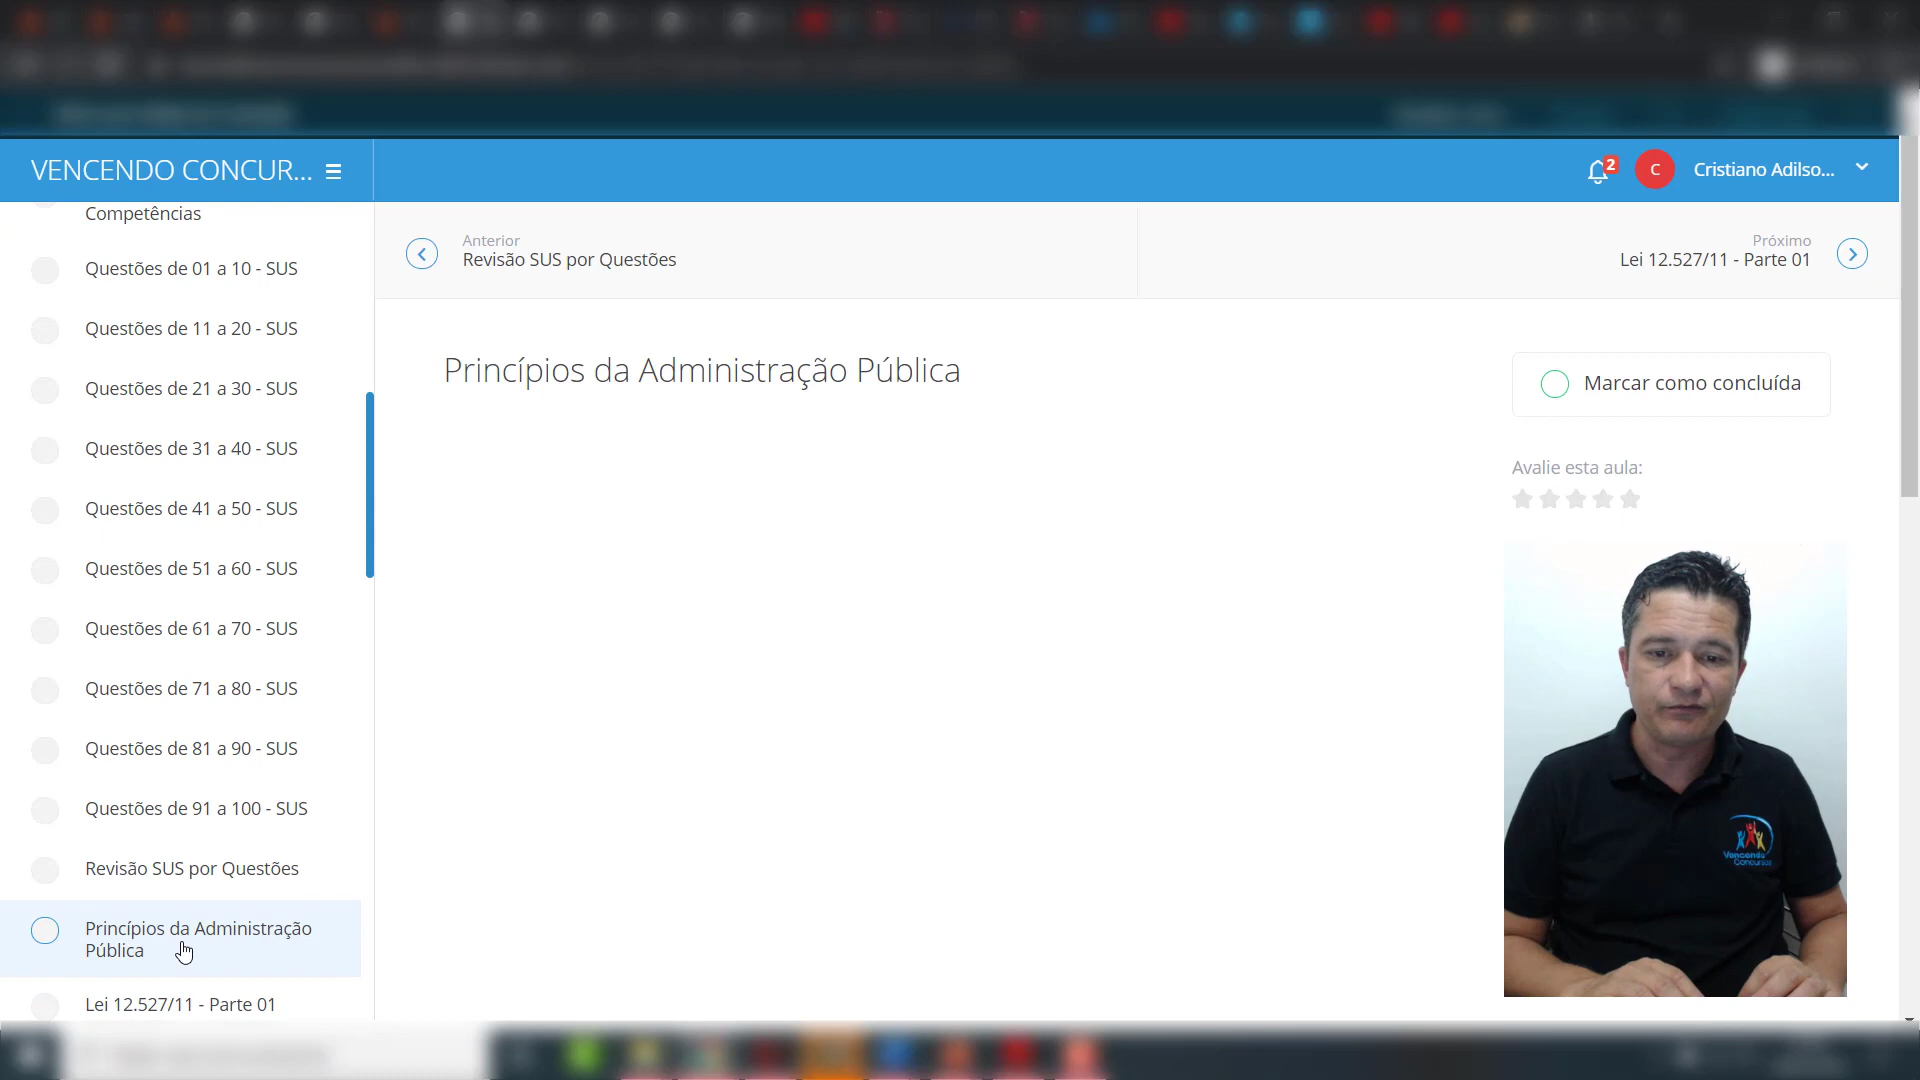 VENCENDO CONCUR...
2
C
Cristiano Adilso...
Competências
Questões de 01 a 10 - SUS
Questões de 11 a 20 - SUS
Questões de 21 a 30 - SUS
Questões de 31 a 40 - SUS
Questões de 41 a 50 - SUS
Questões de 51 a 60 - SUS
Questões de 61 a 70 - SUS
Questões de 71 a 80 - SUS
Questões de 81 a 90 - SUS
Questões de 91 a 100 - SUS
Revisão SUS por Questões
Princípios da Administração
Pública
Lei 12.527/11 - Parte 01
Anterior
Revisão SUS por Questões
Próximo
Lei 12.527/11 - Parte 01
Princípios da Administração Pública
Marcar como concluída
Avalie esta aula:
Vencendo
Concursos